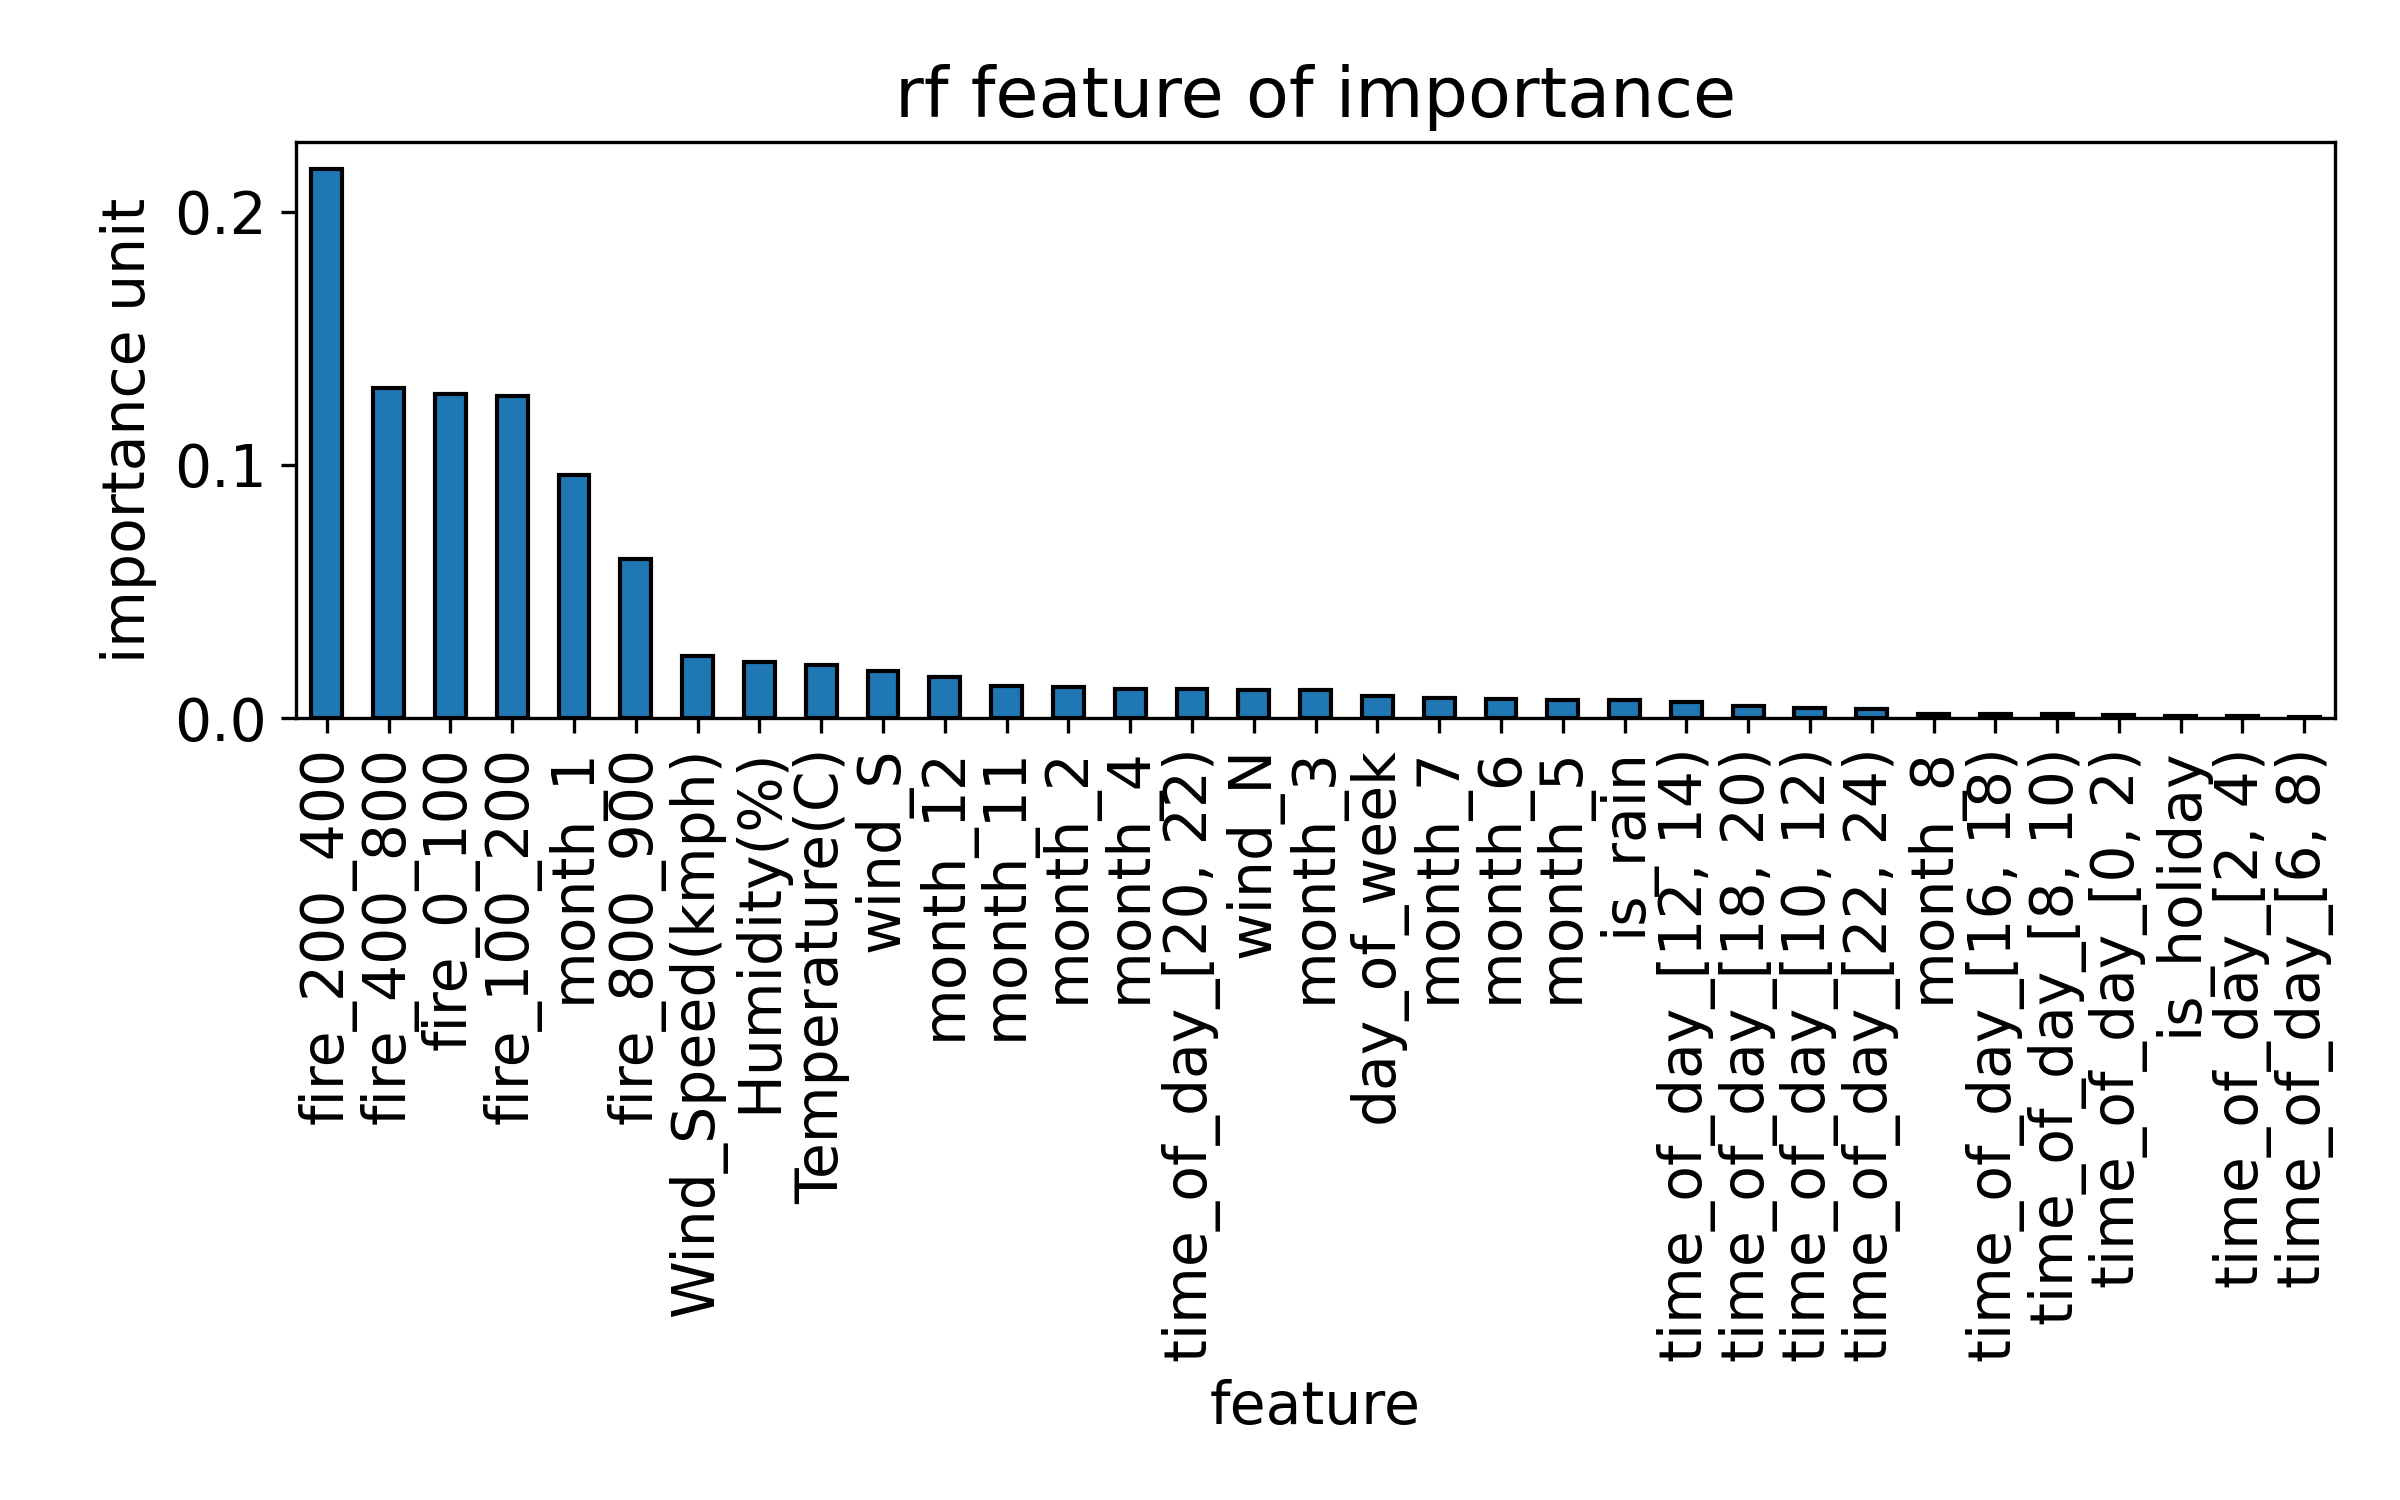 rf feature of importance
importance unit
0.2
0.1
0.0
fire_200_400
fire_400_800
fire_0_100
fire_100_200
month_1
fire_800_900
Wind_Speed(kmph)
Humidity(%)
Temperature(C)
wind_S
month_12
month_11
month_2
month_4
time_of_day_[20, 22)
wind_N
month_3
day_of_week
month_7
month_6
month_5
is_rain
time_of_day_[12, 14)
time_of_day_[18, 20)
time_of_day_[10, 12)
time_of_day_[22, 24)
month_8
time_of_day_[16, 18)
time_of_day_[8, 10)
time_of_day_[0, 2)
is_holiday
time_of_day_[2, 4)
time_of_day_[6, 8)
feature